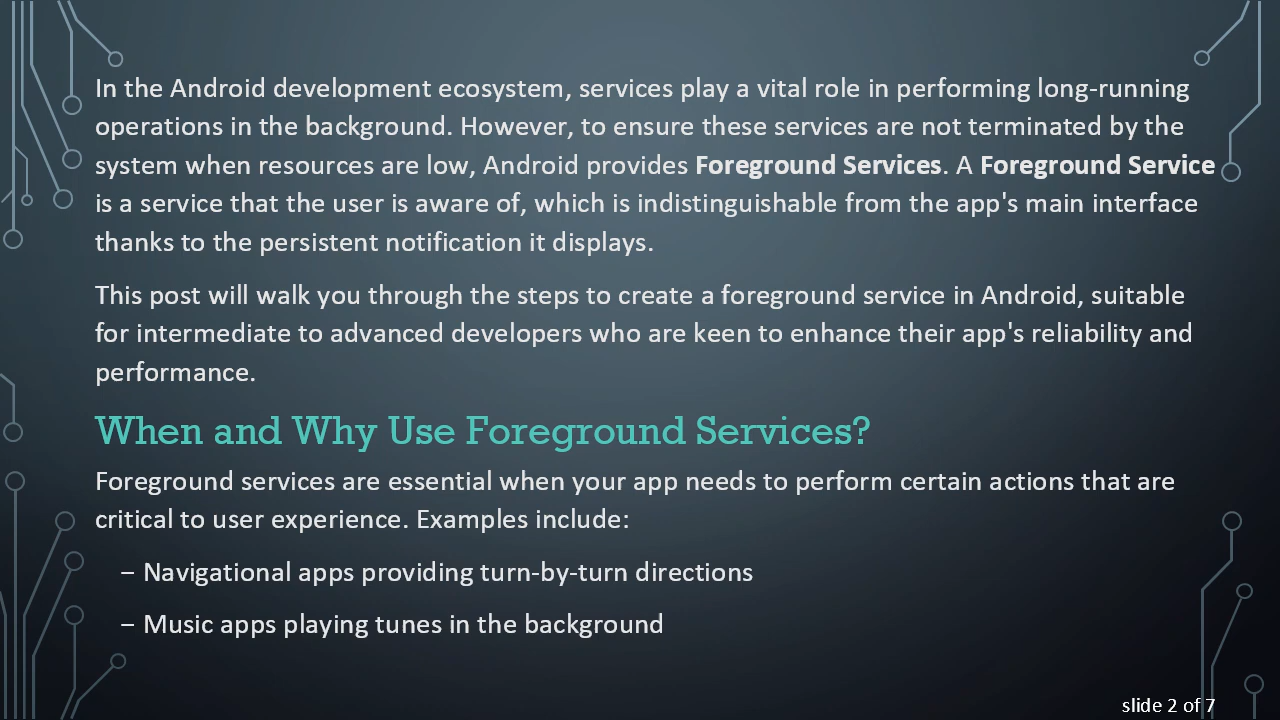 In the Android development ecosystem, services play a vital role in performing long-running
operations in the background. However, to ensure these services are not terminated by the
system when resources are low, Android provides Foreground Services. A Foreground Service
is a service that the user is aware of, which is indistinguishable from the app's main interface
thanks to the persistent notification it displays.
This post will walk you through the steps to create a foreground service in Android, suitable
for intermediate to advanced developers who are keen to enhance their app's reliability and
performance.
When and Why Use Foreground Services?
Foreground services are essential when your app needs to perform certain actions that are
critical to user experience. Examples include:
– Navigational apps providing turn-by-turn directions
– Music apps playing tunes in the background
slide 2 of 7